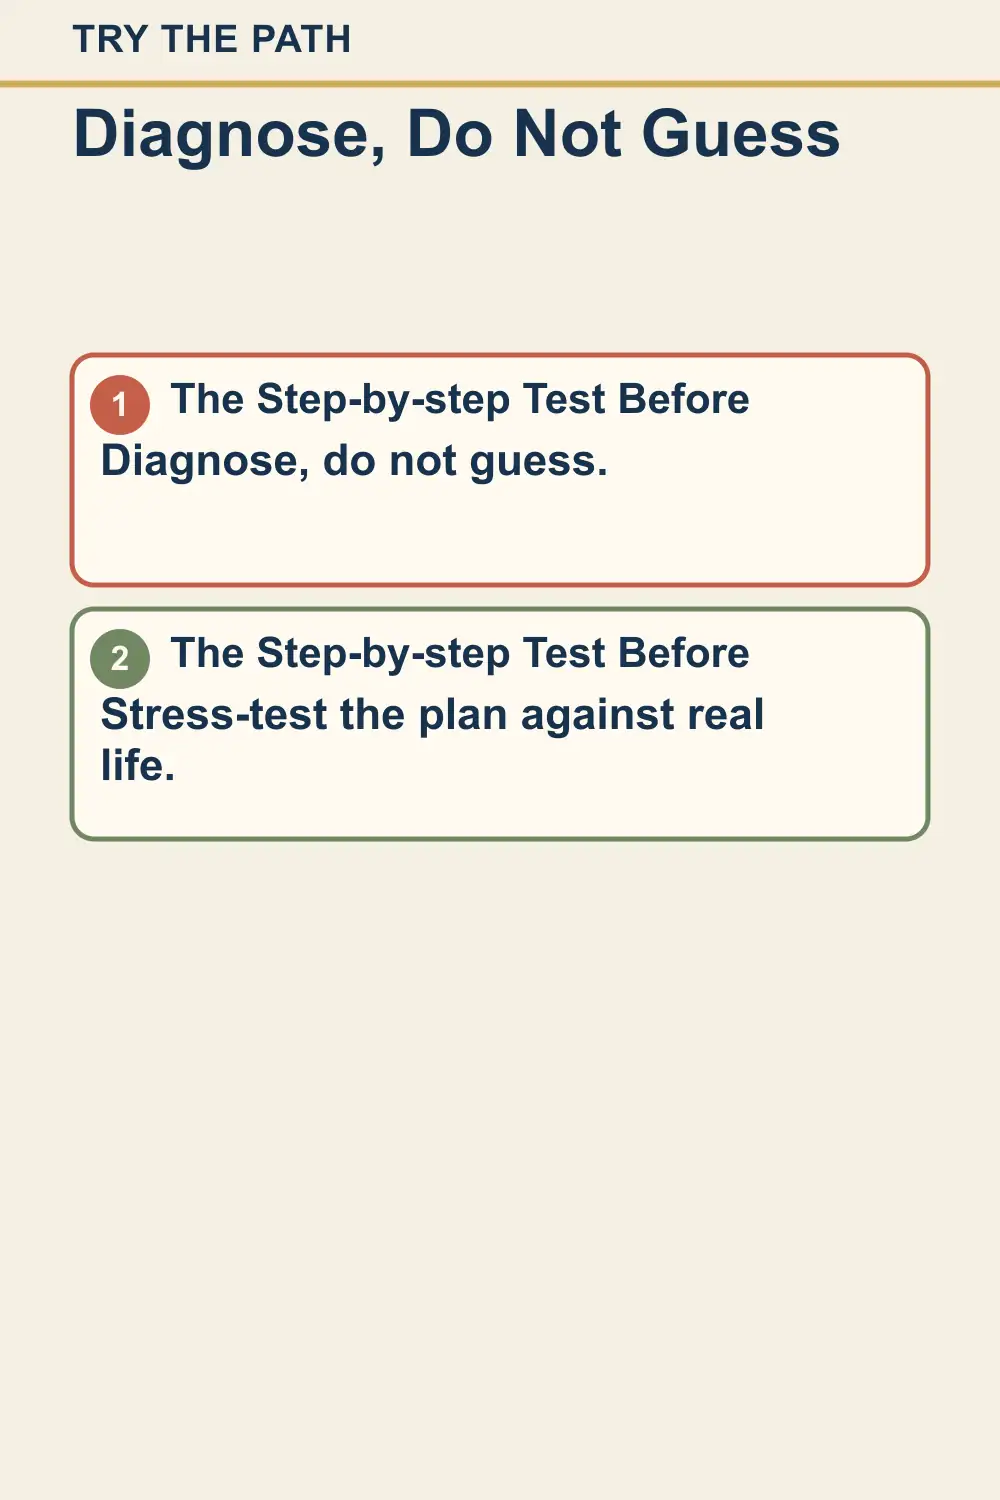 TRY THE PATH
Diagnose, Do Not Guess
1 The Step-by-step Test Before
Diagnose, do not guess.
2 The Step-by-step Test Before
Stress-test the plan against real
life.